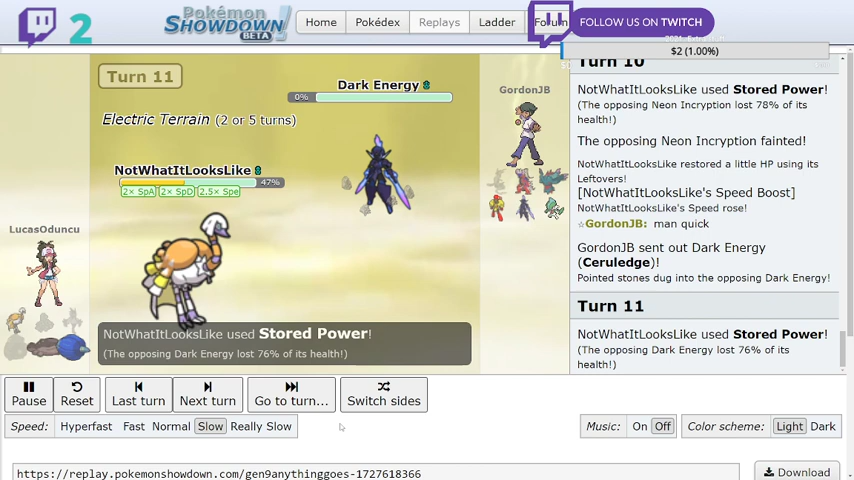 2
Pokémon
SHOWDOWN
BETA
Home
Pokédex
Replays
Ladder
Forum
FOLLOW US ON TWITCH
$2 (1.00%)
Turn 11
Electric Terrain (2 or 5 turns)
Dark Energy
0%
NotWhatItLooksLike
47%
2× SpA 2× SpD 2.5× Spe
LucasOduncu
GordonJB
NotWhatItLooksLike used Stored Power!
(The opposing Dark Energy lost 76% of its health!)
Turn 10
NotWhatItLooksLike used Stored Power!
(The opposing Neon Incryption lost 78% of its
health!)
The opposing Neon Incryption fainted!
NotWhatItLooksLike restored a little HP using its
Leftovers!
[NotWhatItLooksLike's Speed Boost]
NotWhatItLooksLike's Speed rose!
☆GordonJB: man quick
GordonJB sent out Dark Energy
(Ceruledge)!
Pointed stones dug into the opposing Dark Energy!
Turn 11
NotWhatItLooksLike used Stored Power!
(The opposing Dark Energy lost 76% of its
health!)
Pause
Reset
Last turn
Next turn
Go to turn...
Switch sides
Speed: Hyperfast Fast Normal Slow Really Slow
Music: On Off
Color scheme: Light Dark
https://replay.pokemonshowdown.com/gen9anythinggoes-1727618366
Download